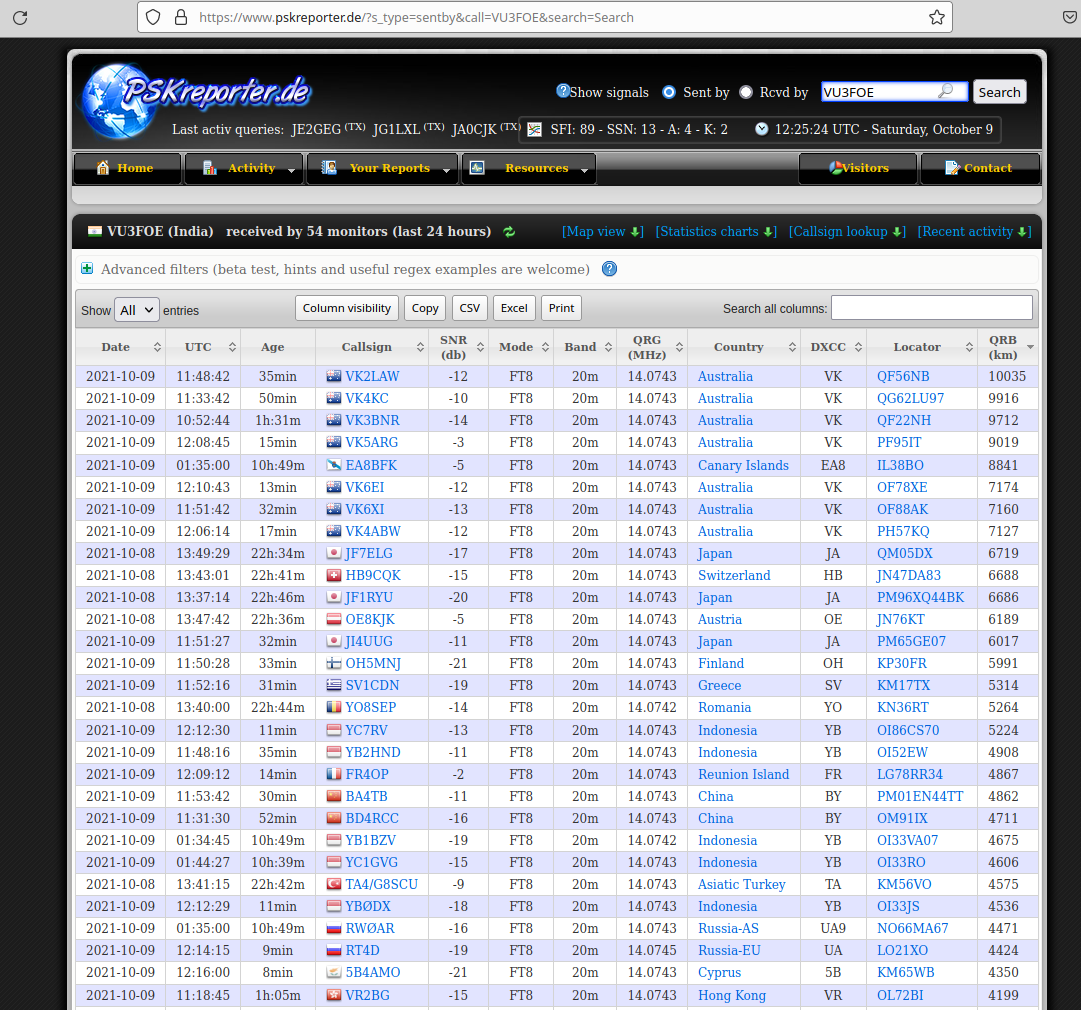 https://www.pskreporter.de/?s_type=sentby&call=VU3FOE&search=Search
PSKreporter.de
Show signals Sent by Rcvd by VU3FOE Search
Last activ queries: JE2GEG (TX) JG1LXL (TX) JA0CJK (TX) SFI: 89 - SSN: 13 - A: 4 - K: 2 12:25:24 UTC - Saturday, October 9
Home Activity Your Reports Resources Visitors Contact
VU3FOE (India) received by 54 monitors (last 24 hours) [Map view ] [Statistics charts ] [Callsign lookup ] [Recent activity ]
Advanced filters (beta test, hints and useful regex examples are welcome)
Show All entries Column visibility Copy CSV Excel Print Search all columns:
Date UTC Age Callsign SNR (db) Mode Band QRG (MHz) Country DXCC Locator QRB (km)
2021-10-09 11:48:42 35min VK2LAW -12 FT8 20m 14.0743 Australia VK QF56NB 10035
2021-10-09 11:33:42 50min VK4KC -10 FT8 20m 14.0743 Australia VK QG62LU97 9916
2021-10-09 10:52:44 1h:31m VK3BNR -14 FT8 20m 14.0743 Australia VK QF22NH 9712
2021-10-09 12:08:45 15min VK5ARG -3 FT8 20m 14.0743 Australia VK PF95IT 9019
2021-10-09 01:35:00 10h:49m EA8BFK -5 FT8 20m 14.0743 Canary Islands EA8 IL38BO 8841
2021-10-09 12:10:43 13min VK6EI -12 FT8 20m 14.0743 Australia VK OF78XE 7174
2021-10-09 11:51:42 32min VK6XI -13 FT8 20m 14.0743 Australia VK OF88AK 7160
2021-10-09 12:06:14 17min VK4ABW -12 FT8 20m 14.0743 Australia VK PH57KQ 7127
2021-10-08 13:49:29 22h:34m JF7ELG -17 FT8 20m 14.0743 Japan JA QM05DX 6719
2021-10-08 13:43:01 22h:41m HB9CQK -15 FT8 20m 14.0743 Switzerland HB JN47DA83 6688
2021-10-08 13:37:14 22h:46m JF1RYU -20 FT8 20m 14.0743 Japan JA PM96XQ44BK 6686
2021-10-08 13:47:42 22h:36m OE8KJK -5 FT8 20m 14.0743 Austria OE JN76KT 6189
2021-10-09 11:51:27 32min JI4UUG -11 FT8 20m 14.0743 Japan JA PM65GE07 6017
2021-10-09 11:50:28 33min OH5MNJ -21 FT8 20m 14.0743 Finland OH KP30FR 5991
2021-10-09 11:52:16 31min SV1CDN -19 FT8 20m 14.0743 Greece SV KM17TX 5314
2021-10-08 13:40:00 22h:44m YO8SEP -14 FT8 20m 14.0742 Romania YO KN36RT 5264
2021-10-09 12:12:30 11min YC7RV -13 FT8 20m 14.0743 Indonesia YB OI86CS70 5224
2021-10-09 11:48:16 35min YB2HND -11 FT8 20m 14.0743 Indonesia YB OI52EW 4908
2021-10-09 12:09:12 14min FR4OP -2 FT8 20m 14.0743 Reunion Island FR LG78RR34 4867
2021-10-09 11:53:42 30min BA4TB -11 FT8 20m 14.0743 China BY PM01EN44TT 4862
2021-10-09 11:31:30 52min BD4RCC -16 FT8 20m 14.0743 China BY OM91IX 4711
2021-10-09 01:34:45 10h:49m YB1BZV -19 FT8 20m 14.0742 Indonesia YB OI33VA07 4675
2021-10-09 01:44:27 10h:39m YC1GVG -15 FT8 20m 14.0743 Indonesia YB OI33RO 4606
2021-10-08 13:41:15 22h:42m TA4/G8SCU -9 FT8 20m 14.0743 Asiatic Turkey TA KM56VO 4575
2021-10-09 12:12:29 11min YBØDX -18 FT8 20m 14.0743 Indonesia YB OI33JS 4536
2021-10-09 01:35:00 10h:49m RWØAR -16 FT8 20m 14.0743 Russia-AS UA9 NO66MA67 4471
2021-10-09 12:14:15 9min RT4D -19 FT8 20m 14.0745 Russia-EU UA LO21XO 4424
2021-10-09 12:16:00 8min 5B4AMO -21 FT8 20m 14.0743 Cyprus 5B KM65WB 4350
2021-10-09 11:18:45 1h:05m VR2BG -15 FT8 20m 14.0743 Hong Kong VR OL72BI 4199